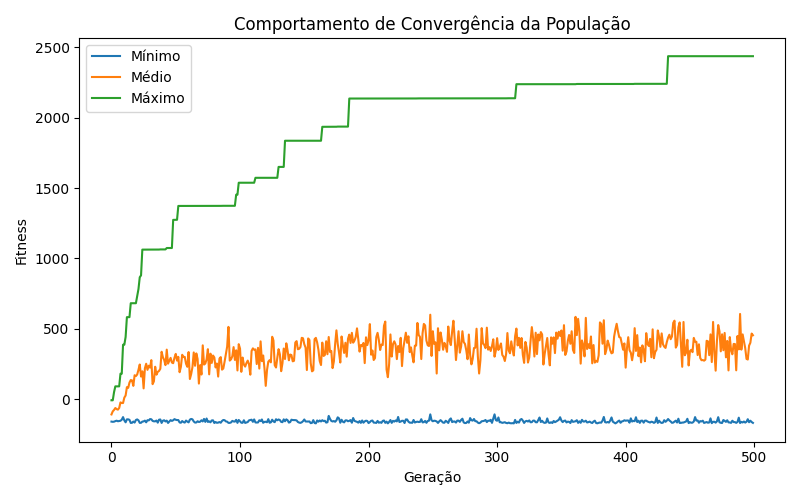 Comportamento de Convergência da População
Fitness
2500
2000
1500
1000
500
0
Mínimo
Médio
Máximo
0 100 200 300 400 500
Geração